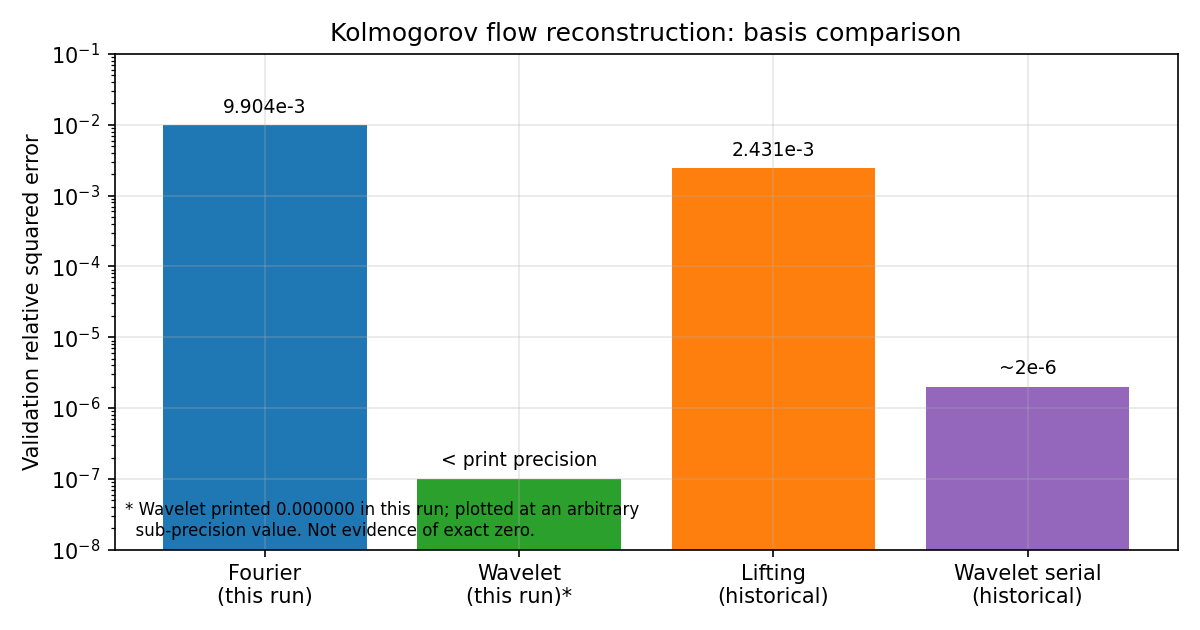 Kolmogorov flow reconstruction: basis comparison
Validation relative squared error
10⁻¹
10⁻²
10⁻³
10⁻⁴
10⁻⁵
10⁻⁶
10⁻⁷
10⁻⁸
9.904e-3
< print precision
2.431e-3
~2e-6
* Wavelet printed 0.000000 in this run; plotted at an arbitrary
sub-precision value. Not evidence of exact zero.
Fourier
(this run)
Wavelet
(this run)*
Lifting
(historical)
Wavelet serial
(historical)